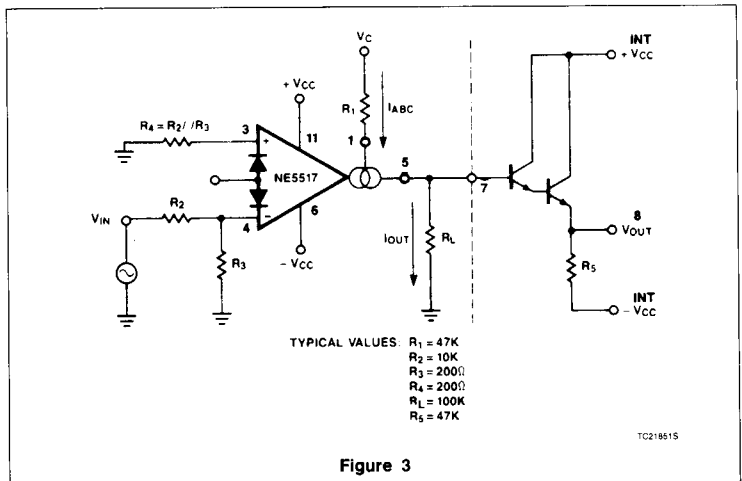 VC
INT
+ VCC
+ VCC
R1
IABC
R4 = R2//R3
3
11
1
+
5
7
NE5517
VIN
R2
4
−
6
8
VOUT
R3
− VCC
IOUT
RL
R5
INT
− VCC
TYPICAL VALUES: R1 = 47K
R2 = 10K
R3 = 200Ω
R4 = 200Ω
RL = 100K
R5 = 47K
TC21851S
Figure 3